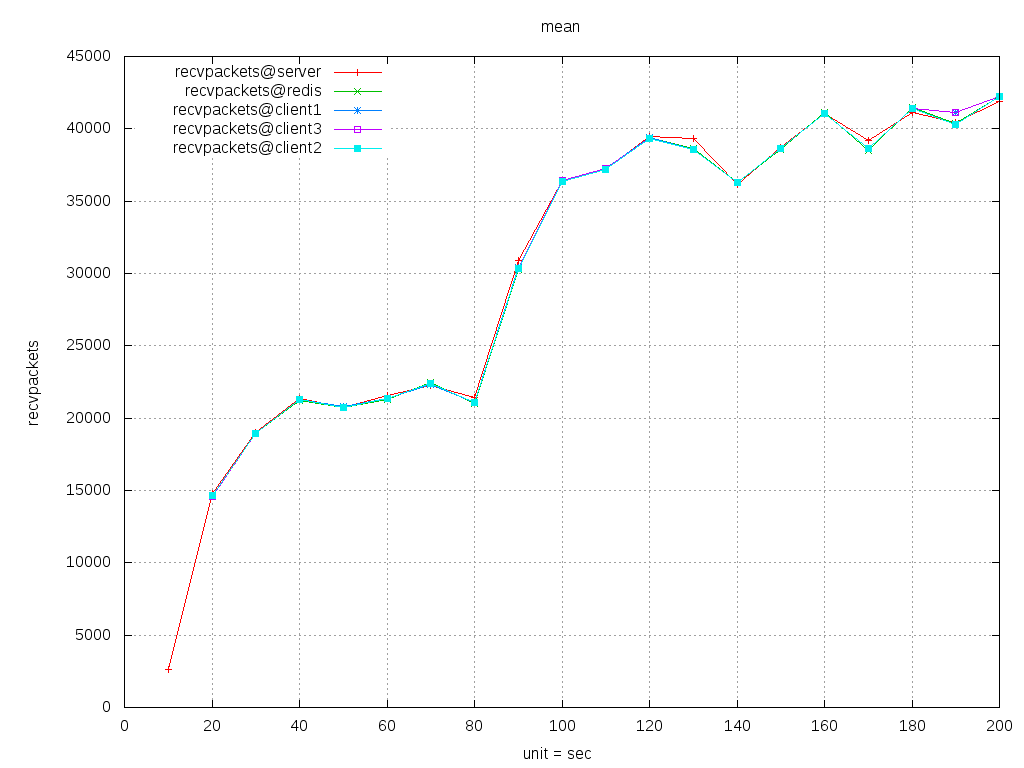 mean
45000
40000
35000
30000
25000
20000
15000
10000
5000
0
recvpackets
recvpackets@server
recvpackets@redis
recvpackets@client1
recvpackets@client3
recvpackets@client2
0 20 40 60 80 100 120 140 160 180 200
unit = sec